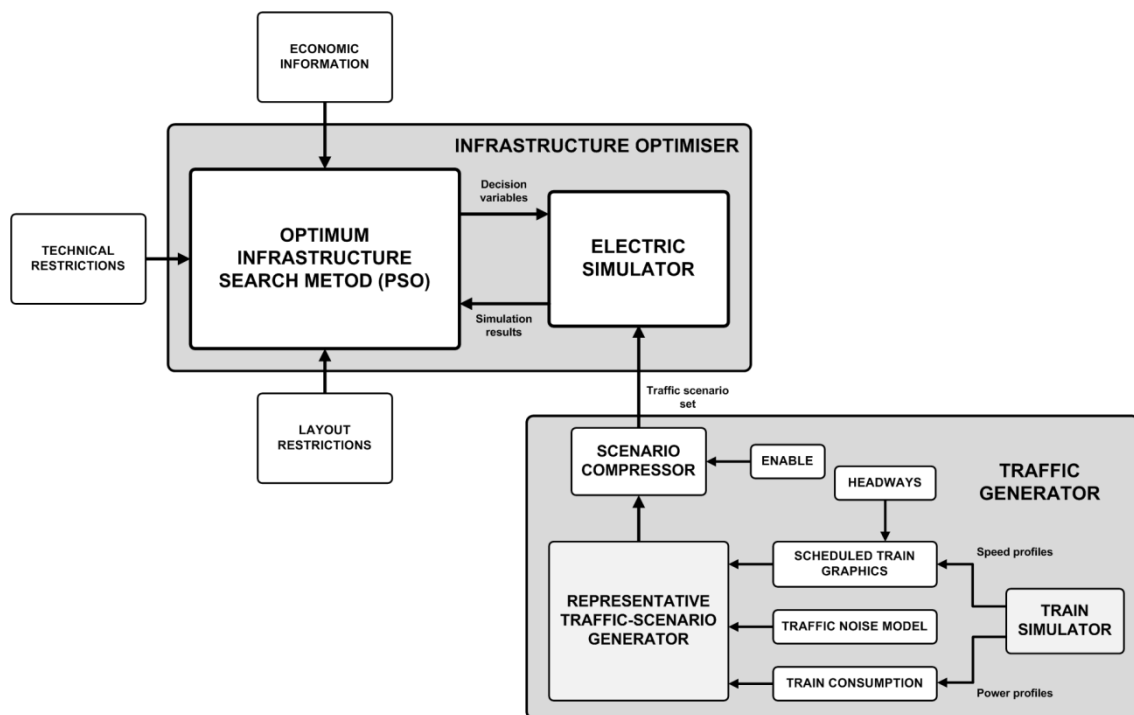 ECONOMIC
INFORMATION
INFRASTRUCTURE OPTIMISER
TECHNICAL
RESTRICTIONS
OPTIMUM
INFRASTRUCTURE
SEARCH METOD (PSO)
Decision
variables
ELECTRIC
SIMULATOR
Simulation
results
LAYOUT
RESTRICTIONS
Traffic scenario
set
SCENARIO
COMPRESSOR
ENABLE
TRAFFIC
GENERATOR
HEADWAYS
REPRESENTATIVE
TRAFFIC-SCENARIO
GENERATOR
SCHEDULED TRAIN
GRAPHICS
Speed profiles
TRAFFIC NOISE MODEL
TRAIN
SIMULATOR
TRAIN CONSUMPTION
Power profiles